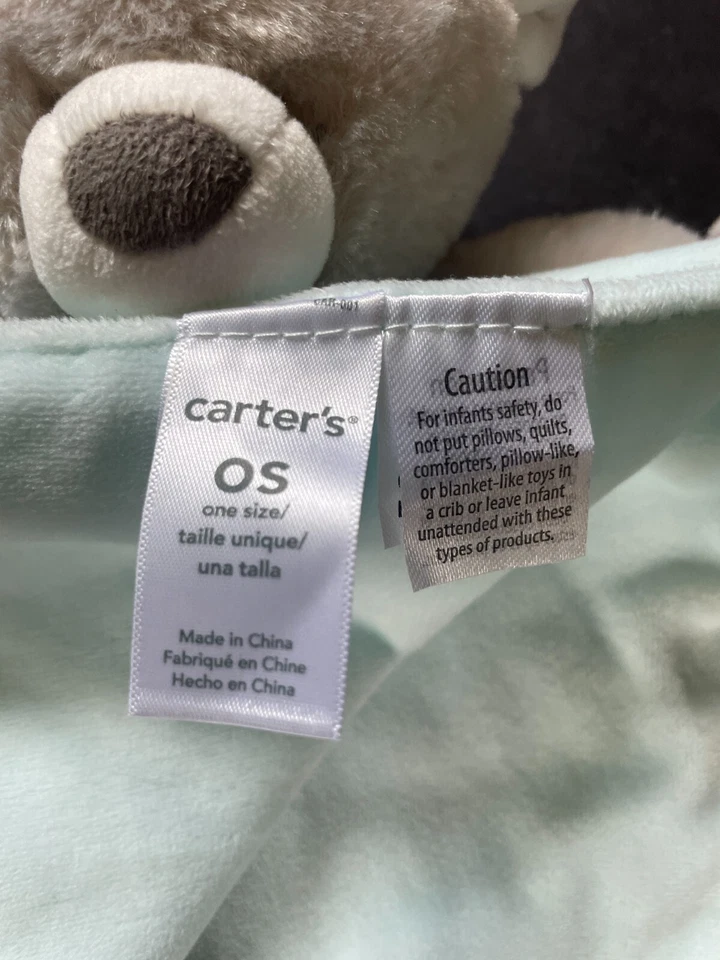 carter's®
OS
one size/
taille unique/
una talla
Made in China
Fabriqué en Chine
Hecho en China
Caution
For infants safety, do
not put pillows, quilts,
comforters, pillow-like,
or blanket-like toys in
a crib or leave infant
unattended with these
types of products.